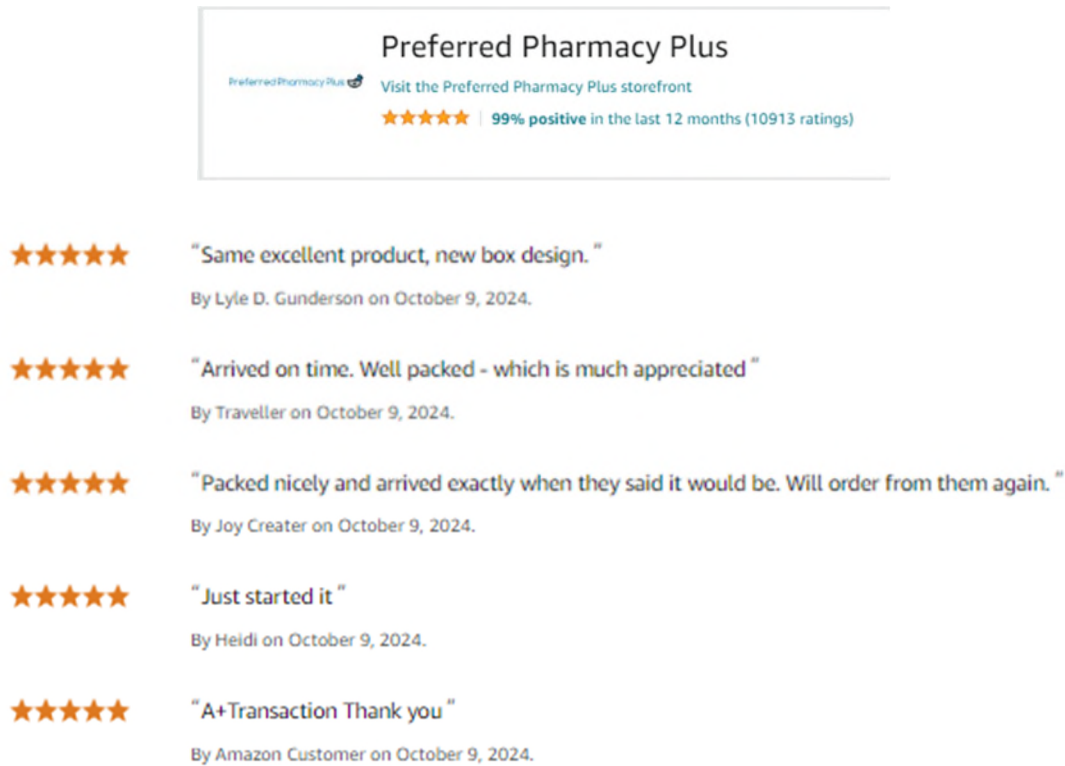 Preferred Pharmacy Plus
PreferredPharmacyPlus
Visit the Preferred Pharmacy Plus storefront
99% positive in the last 12 months (10913 ratings)
“Same excellent product, new box design. ”
By Lyle D. Gunderson on October 9, 2024.
“Arrived on time. Well packed - which is much appreciated ”
By Traveller on October 9, 2024.
“Packed nicely and arrived exactly when they said it would be. Will order from them again. ”
By Joy Creater on October 9, 2024.
“Just started it ”
By Heidi on October 9, 2024.
“A+Transaction Thank you ”
By Amazon Customer on October 9, 2024.